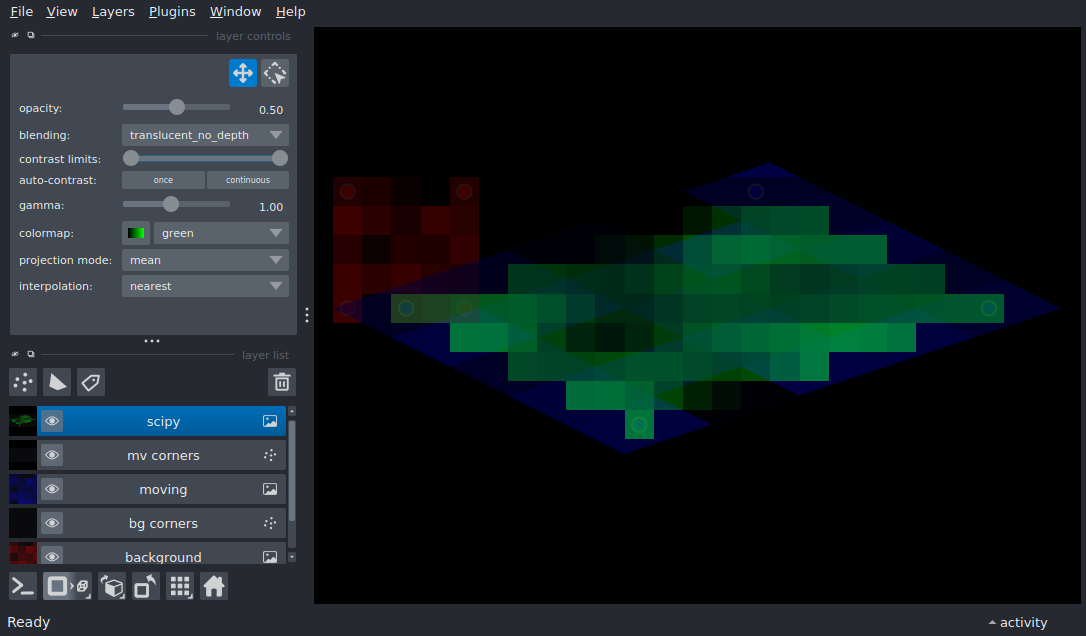 File View Layers Plugins Window Help
layer controls
opacity: 0.50
blending: translucent_no_depth
contrast limits:
auto-contrast: once continuous
gamma: 1.00
colormap: green
projection mode: mean
interpolation: nearest
layer list
scipy
mv corners
moving
bg corners
background
Ready activity